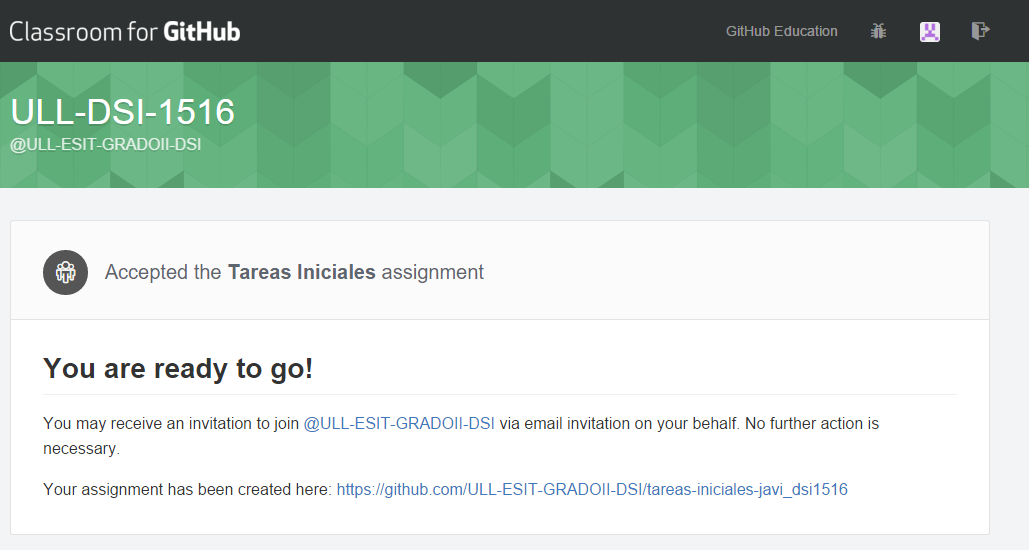 Classroom for GitHub
GitHub Education
ULL-DSI-1516
@ULL-ESIT-GRADOII-DSI
Accepted the Tareas Iniciales assignment
You are ready to go!
You may receive an invitation to join @ULL-ESIT-GRADOII-DSI via email invitation on your behalf. No further action is
necessary.
Your assignment has been created here: https://github.com/ULL-ESIT-GRADOII-DSI/tareas-iniciales-javi_dsi1516